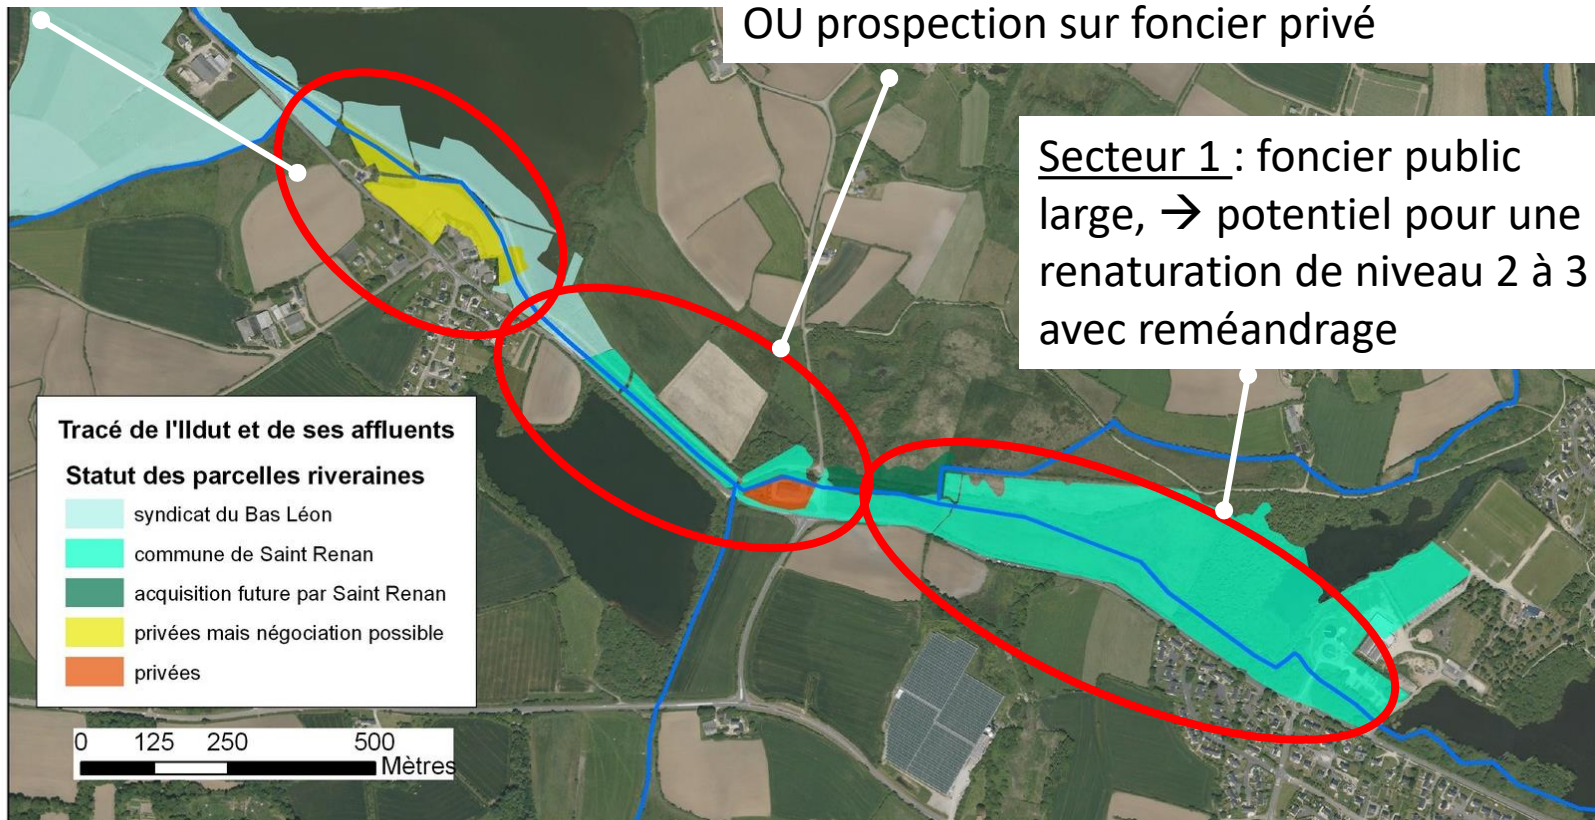 OU prospection sur foncier privé
Secteur 1 : foncier public
large, → potentiel pour une
renaturation de niveau 2 à 3
avec reméandrage
Tracé de l'Ildut et de ses affluents
Statut des parcelles riveraines
syndicat du Bas Léon
commune de Saint Renan
acquisition future par Saint Renan
privées mais négociation possible
privées
0 125 250 500
Mètres